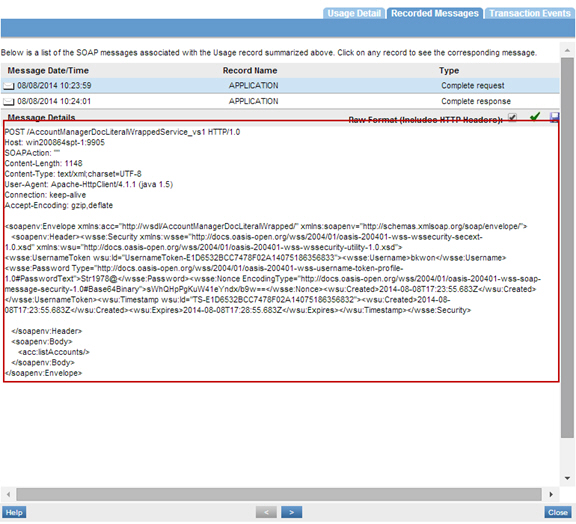 Usage Detail Recorded Messages Transaction Events
Below is a list of the SOAP messages associated with the Usage record summarized above. Click on any record to see the corresponding message.
Message Date/Time Record Name Type
08/08/2014 10:23:59 APPLICATION Complete request
08/08/2014 10:24:01 APPLICATION Complete response
Message Details Raw Format (Includes HTTP Headers):
POST /AccountManagerDocLiteralWrappedService_vs1 HTTP/1.0
Host: win200864spt-1:9905
SOAPAction: ""
Content-Length: 1148
Content-Type: text/xml;charset=UTF-8
User-Agent: Apache-HttpClient/4.1.1 (java 1.5)
Connection: keep-alive
Accept-Encoding: gzip,deflate
<soapenv:Envelope xmlns:acc="http://wsdl/AccountManagerDocLiteralWrapped/" xmlns:soapenv="http://schemas.xmlsoap.org/soap/envelope/">
<soapenv:Header><wsse:Security xmlns:wsse="http://docs.oasis-open.org/wss/2004/01/oasis-200401-wss-wssecurity-secext-
1.0.xsd" xmlns:wsu="http://docs.oasis-open.org/wss/2004/01/oasis-200401-wss-wssecurity-utility-1.0.xsd">
<wsse:UsernameToken wsu:Id="UsernameToken-E1D6532BCC7478F02A14075186356833"><wsse:Username>bkwon</wsse:Username>
<wsse:Password Type="http://docs.oasis-open.org/wss/2004/01/oasis-200401-wss-username-token-profile-
1.0#PasswordText">Str1978@</wsse:Password><wsse:Nonce EncodingType="http://docs.oasis-open.org/wss/2004/01/oasis-200401-wss-soap-
message-security-1.0#Base64Binary">sWhQHpPgKuW41eYndx/b9w==</wsse:Nonce><wsu:Created>2014-08-08T17:23:55.683Z</wsu:Created>
</wsse:UsernameToken><wsu:Timestamp wsu:Id="TS-E1D6532BCC7478F02A14075186356832"><wsu:Created>2014-08-
08T17:23:55.683Z</wsu:Created><wsu:Expires>2014-08-08T17:28:55.683Z</wsu:Expires></wsu:Timestamp></wsse:Security>
</soapenv:Header>
<soapenv:Body>
<acc:listAccounts/>
</soapenv:Body>
</soapenv:Envelope>
Help < > Close